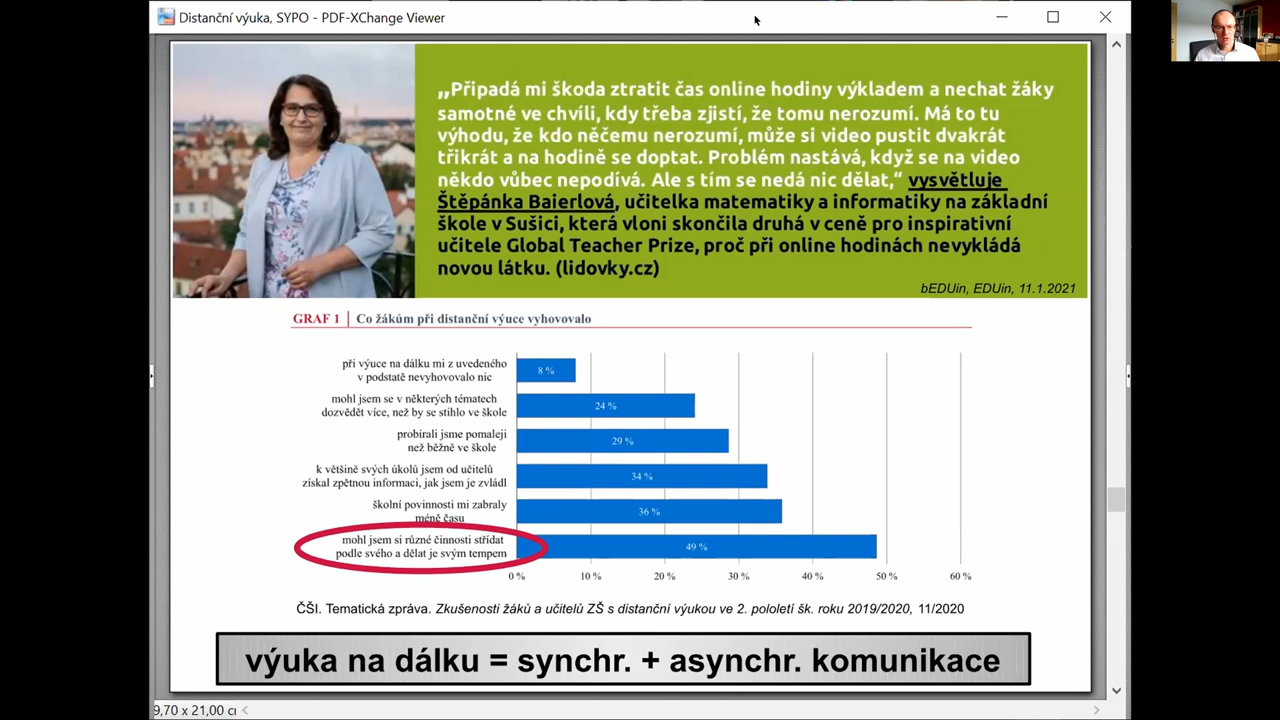 Distanční výuka, SYPO - PDF-XChange Viewer
„Připadá mi škoda ztratit čas online hodiny výkladem a nechat žáky
samotné ve chvíli, kdy třeba zjistí, že tomu nerozumí. Má to tu
výhodu, že kdo něčemu nerozumí, může si video pustit dvakrát
třikrát a na hodině se doptat. Problém nastává, když se na video
někdo vůbec nepodívá. Ale s tím se nedá nic dělat,“ vysvětluje
Štěpánka Baierlová, učitelka matematiky a informatiky na základní
škole v Sušici, která vloni skončila druhá v ceně pro inspirativní
učitele Global Teacher Prize, proč při online hodinách nevykládá
novou látku. (lidovky.cz)
bEDUin, EDUin, 11.1.2021
GRAF 1 | Co žákům při distanční výuce vyhovovalo
při výuce na dálku mi z uvedeného
v podstatě nevyhovovalo nic
8 %
mohl jsem se v některých tématech
dozvědět více, než by se stihlo ve škole
24 %
probírali jsme pomaleji
než běžně ve škole
29 %
k většině svých úkolů jsem od učitelů
získal zpětnou informaci, jak jsem je zvládl
34 %
školní povinnosti mi zabraly
méně času
36 %
mohl jsem si různé činnosti střídat
podle svého a dělat je svým tempem
49 %
0 % 10 % 20 % 30 % 40 % 50 % 60 %
ČŠI. Tematická zpráva. Zkušenosti žáků a učitelů ZŠ s distanční výukou ve 2. pololetí šk. roku 2019/2020, 11/2020
výuka na dálku = synchr. + asynchr. komunikace
9,70 x 21,00 cı